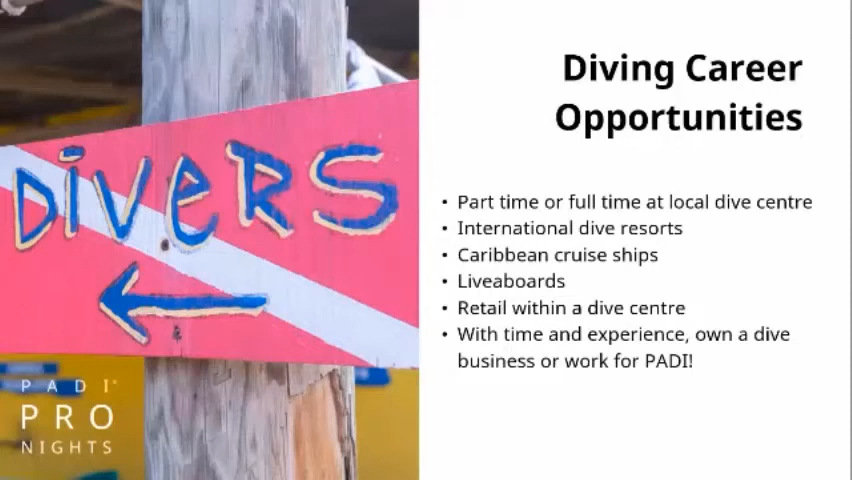 DiVERS
PADI
PRO
NIGHTS
Diving Career
Opportunities
• Part time or full time at local dive centre
• International dive resorts
• Caribbean cruise ships
• Liveaboards
• Retail within a dive centre
• With time and experience, own a dive
business or work for PADI!